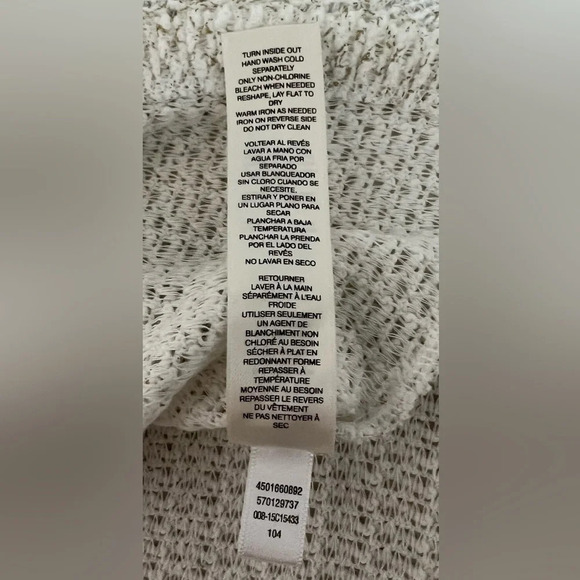 TURN INSIDE OUT
HAND WASH COLD
SEPARATELY
ONLY NON-CHLORINE
BLEACH WHEN NEEDED
RESHAPE, LAY FLAT TO
DRY
WARM IRON AS NEEDED
IRON ON REVERSE SIDE
DO NOT DRY CLEAN
VOLTEAR AL REVÉS
LAVAR A MANO CON
AGUA FRIA POR
SEPARADO
USAR BLANQUEADOR
SIN CLORO CUANDO SE
NECESITE.
ESTIRAR Y PONER EN
UN LUGAR PLANO PARA
SECAR
PLANCHAR A BAJA
TEMPERATURA
PLANCHAR LA PRENDA
POR EL LADO DEL
REVÉS
NO LAVAR EN SECO
RETOURNER
LAVER À LA MAIN
SÉPARÉMENT À L'EAU
FROIDE
UTILISER SEULEMENT
UN AGENT DE
BLANCHIMENT NON
CHLORÉ AU BESOIN
SÉCHER À PLAT EN
REDONNANT FORME
REPASSER À
TEMPÉRATURE
MOYENNE AU BESOIN
REPASSER LE REVERS
DU VÊTEMENT
NE PAS NETTOYER À
SEC
4501660892
570129737
008-15C15433
104